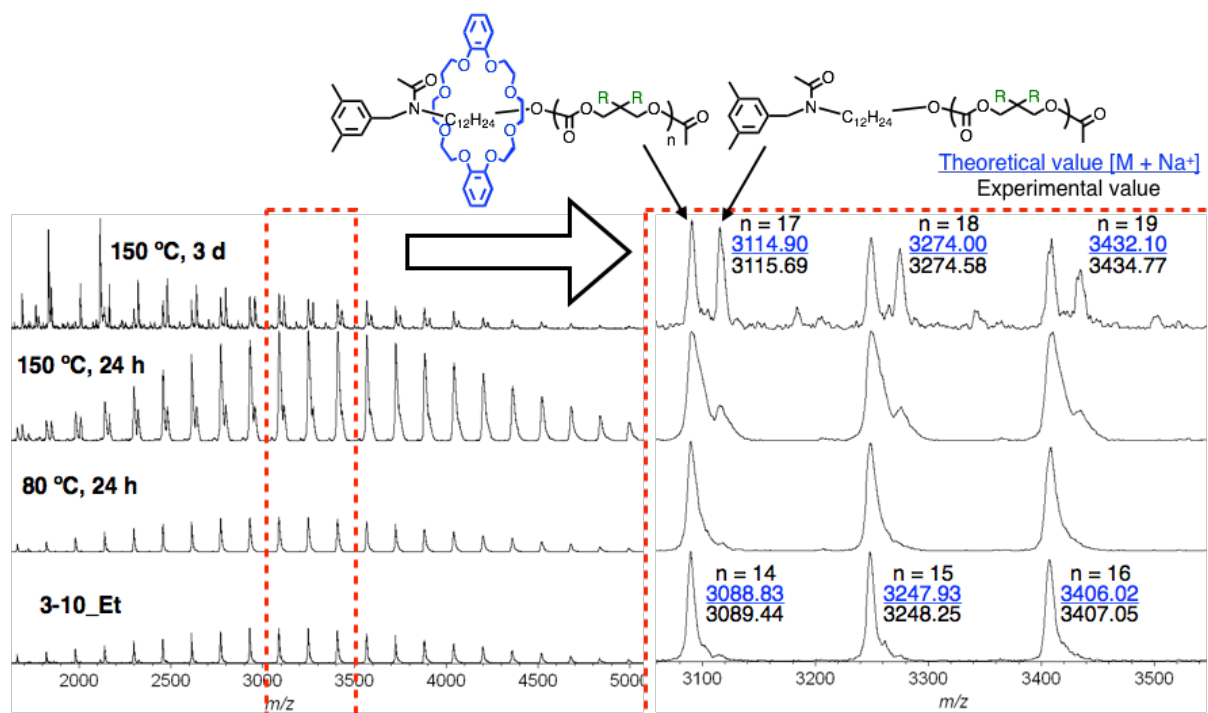 O
O
O
O
N
O
O
R R
O
C12H24
O
O
O
O
O
O
O
n
O
N
O
R R
O
C12H24
O
O
O
n
Theoretical value [M + Na+]
Experimental value
150 ºC, 3 d
150 ºC, 24 h
80 ºC, 24 h
3-10_Et
n = 17
3114.90
3115.69
n = 18
3274.00
3274.58
n = 19
3432.10
3434.77
n = 14
3088.83
3089.44
n = 15
3247.93
3248.25
n = 16
3406.02
3407.05
2000 2500 3000 3500 4000 4500 5000
m/z
3100 3200 3300 3400 3500
m/z